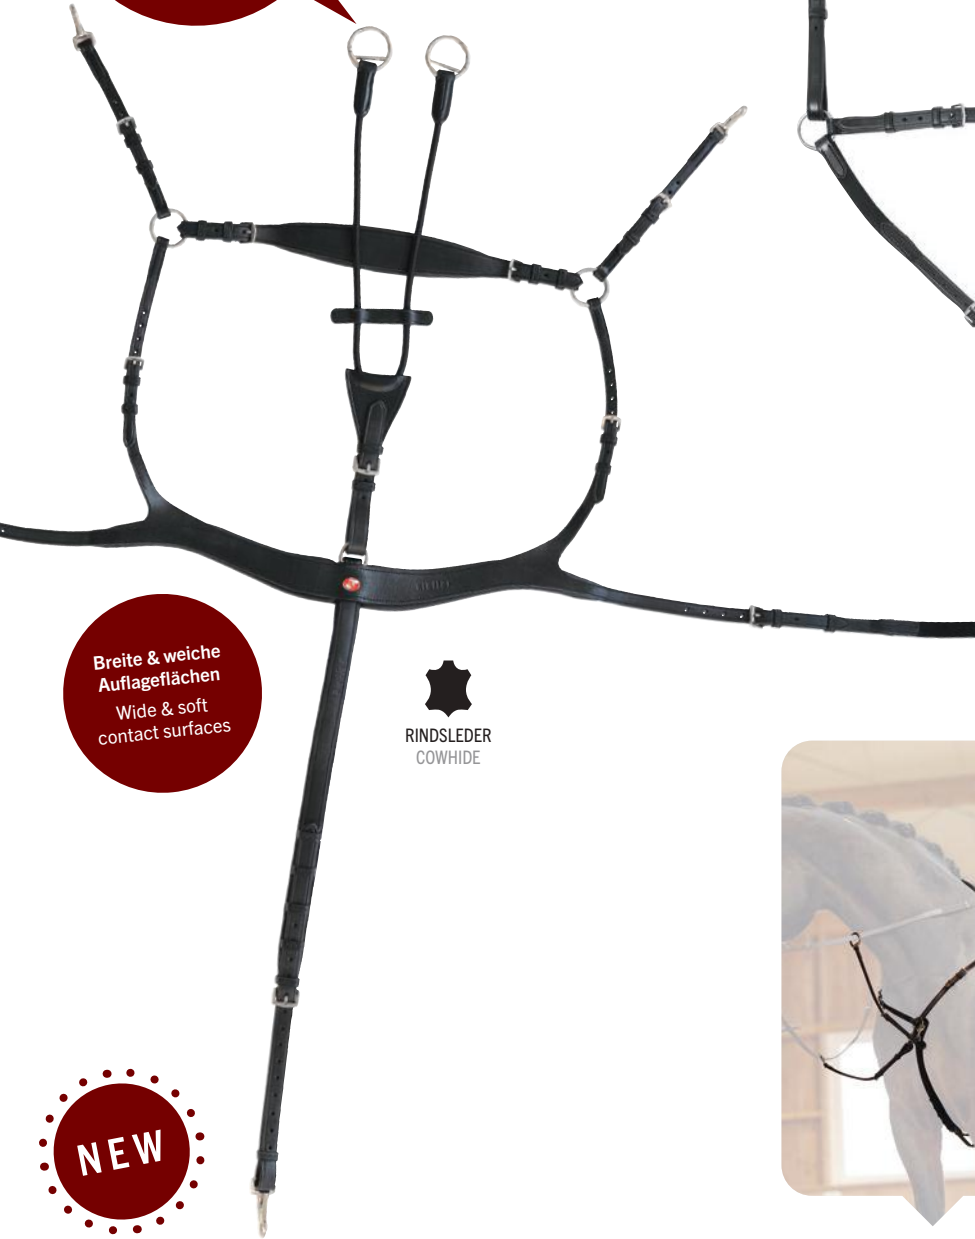 Breite & weiche
Auflageflächen
Wide & soft
contact surfaces
RINDSLEDER
COWHIDE
NEW